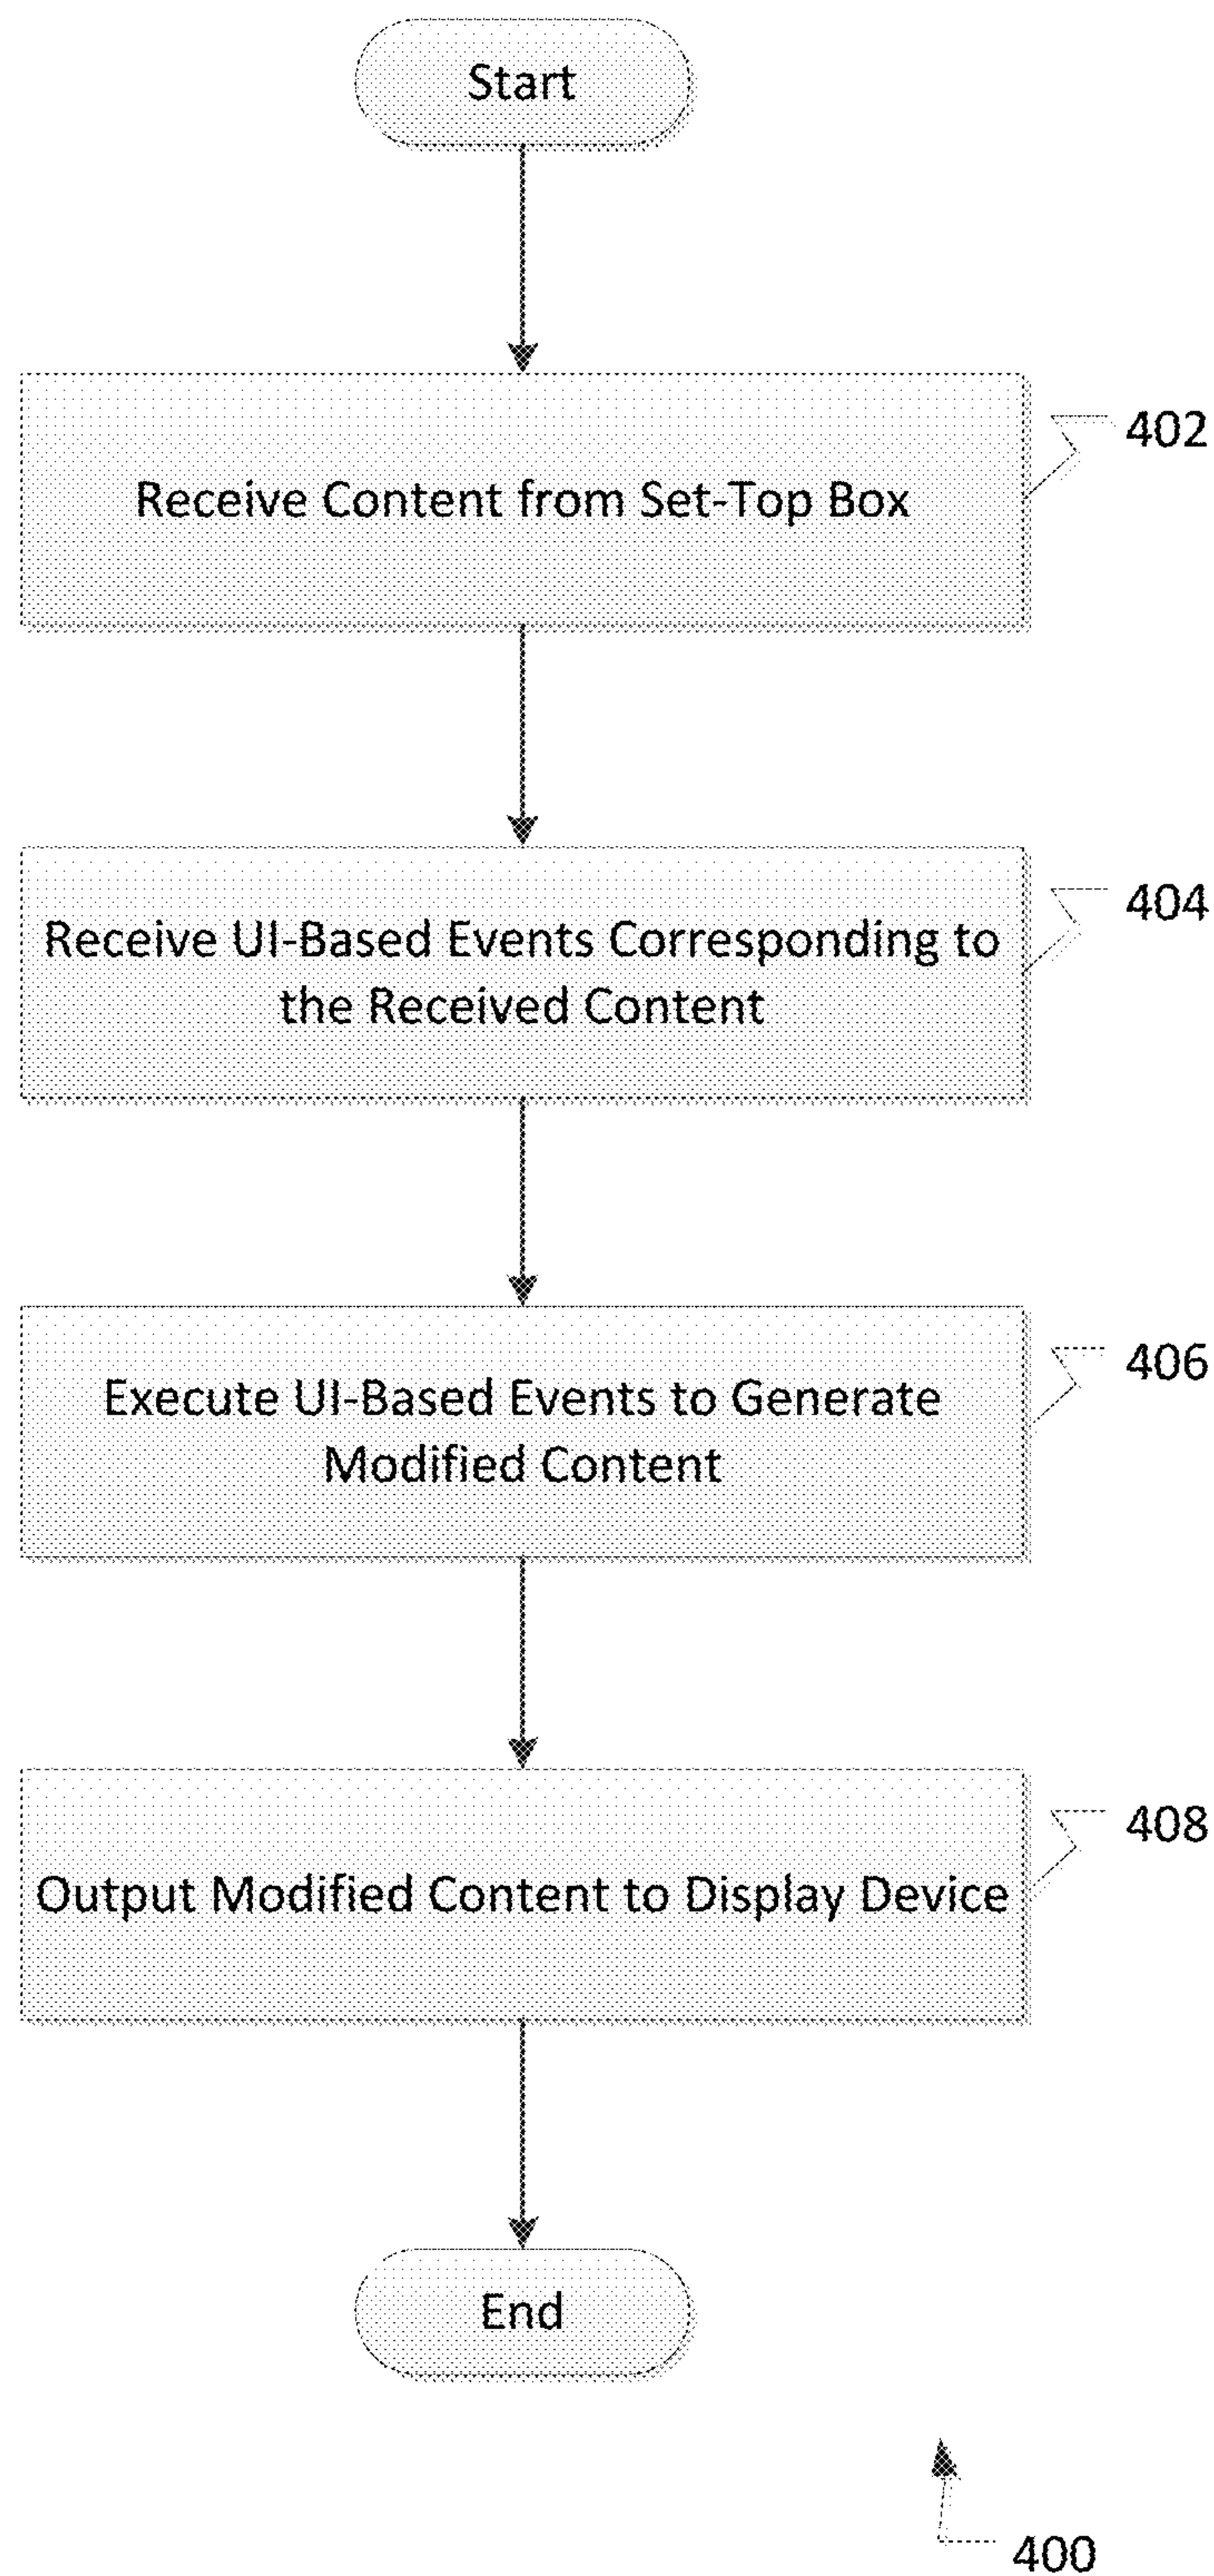 Start
Receive Content from Set-Top Box
402
Receive UI-Based Events Corresponding to
the Received Content
404
Execute UI-Based Events to Generate
Modified Content
406
Output Modified Content to Display Device
408
End
400